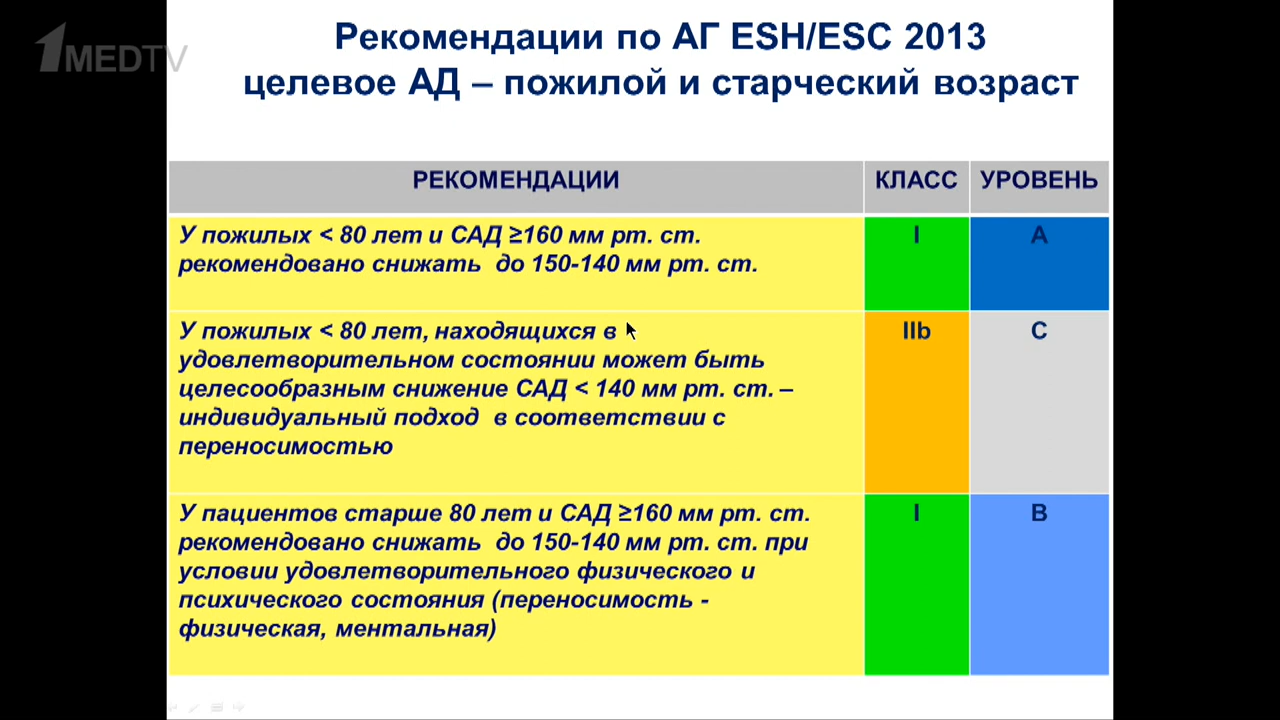 1MEDTV
Рекомендации по АГ ESH/ESC 2013
целевое АД – пожилой и старческий возраст
РЕКОМЕНДАЦИИ КЛАСС УРОВЕНЬ
У пожилых < 80 лет и САД ≥160 мм рт. ст.
рекомендовано снижать до 150-140 мм рт. ст.
I A
У пожилых < 80 лет, находящихся в
удовлетворительном состоянии может быть
целесообразным снижение САД < 140 мм рт. ст. –
индивидуальный подход в соответствии с
переносимостью
IIb C
У пациентов старше 80 лет и САД ≥160 мм рт. ст.
рекомендовано снижать до 150-140 мм рт. ст. при
условии удовлетворительного физического и
психического состояния (переносимость -
физическая, ментальная)
I B